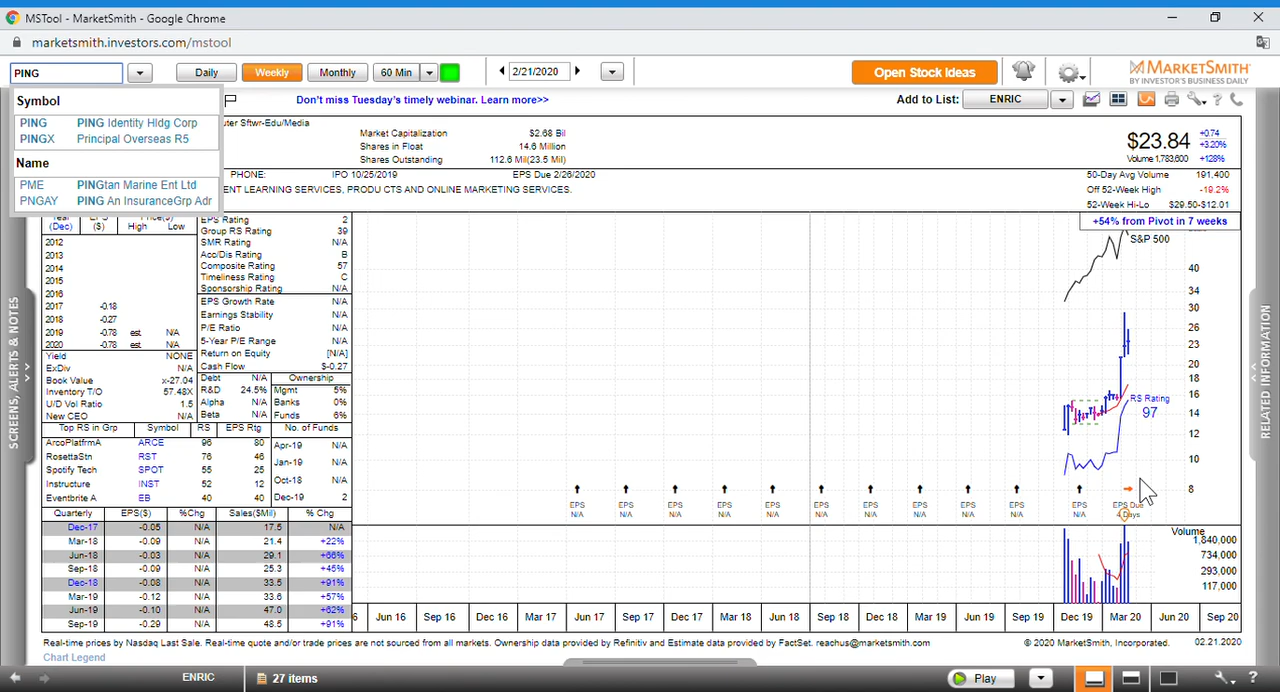 MSTool - MarketSmith - Google Chrome
marketsmith.investors.com/mstool
PING Daily Weekly Monthly 60 Min 2/21/2020 Open Stock Ideas MARKETSMITH
BY INVESTOR'S BUSINESS DAILY
Symbol
PING PING Identity Hldg Corp
PINGX Principal Overseas R5
Name
PME PINGtan Marine Ent Ltd
PNGAY PING An InsuranceGrp Adr
Don't miss Tuesday's timely webinar. Learn more>> Add to List: ENRIC
uter Sftwr-Edu/Media
Market Capitalization $2.68 Bil
Shares in Float 14.6 Million
Shares Outstanding 112.6 Mil(23.5 Mil)
$23.84 +0.74
+3.20%
Volume 1,783,600 +128%
PHONE: IPO 10/25/2019 EPS Due 2/26/2020
ENT LEARNING SERVICES, PRODU CTS AND ONLINE MARKETING SERVICES.
50-Day Avg Volume 191,400
Off 52-Week High -19.2%
52-Week Hi-Lo $29.50-$12.01
+54% from Pivot in 7 weeks
S&P 500
(Dec) ($) High Low
2012
2013
2014
2015
2016
2017 -0.18
2018 -0.27
2019 -0.78 est N/A
2020 -0.78 est N/A
Yield NONE
ExDiv N/A
Book Value x-27.04
Inventory T/O 57.48X
U/D Vol Ratio 1.5
New CEO N/A
EPS Rating 2
Group RS Rating 39
SMR Rating N/A
Acc/Dis Rating B
Composite Rating 57
Timeliness Rating C
Sponsorship Rating N/A
EPS Growth Rate N/A
Earnings Stability N/A
P/E Ratio N/A
5-Year P/E Range N/A
Return on Equity [N/A]
Cash Flow $-0.27
Debt N/A
R&D 24.5%
Alpha N/A
Beta N/A
Ownership
Mgmt 5%
Banks 0%
Funds 6%
Top RS in Grp Symbol RS EPS Rtg
ArcoPlatfrmA ARCE 96 80
RosettaStn RST 76 46
Spotify Tech SPOT 55 25
Instructure INST 52 12
Eventbrite A EB 40 40
No. of Funds
Apr-19 N/A
Jan-19 N/A
Oct-18 N/A
Dec-19 2
Quarterly EPS($) %Chg Sales($Mil) % Chg
Dec-17 -0.05 N/A 17.5 N/A
Mar-18 -0.09 N/A 21.4 +22%
Jun-18 -0.03 N/A 29.1 +66%
Sep-18 -0.09 N/A 25.3 +45%
Dec-18 -0.08 N/A 33.5 +91%
Mar-19 -0.12 N/A 33.6 +57%
Jun-19 -0.10 N/A 47.0 +62%
Sep-19 -0.29 N/A 48.5 +91%
40
34
30
26
23
20
18
16
14
12
10
8
RS Rating
97
EPS EPS EPS EPS EPS EPS EPS EPS EPS EPS EPS EPS Due
N/A N/A N/A N/A N/A N/A N/A N/A N/A N/A N/A 4 Days
Volume
1,840,000
734,000
293,000
117,000
6 Jun 16 Sep 16 Dec 16 Mar 17 Jun 17 Sep 17 Dec 17 Mar 18 Jun 18 Sep 18 Dec 18 Mar 19 Jun 19 Sep 19 Dec 19 Mar 20 Jun 20 Sep 20
Real-time prices by Nasdaq Last Sale. Real-time quote and/or trade prices are not sourced from all markets. Ownership data provided by Refinitiv and Estimate data provided by FactSet. reachus@marketsmith.com © 2020 MarketSmith, Incorporated. 02.21.2020
Chart Legend
SCREENS, ALERTS & NOTES
RELATED INFORMATION
ENRIC 27 items Play